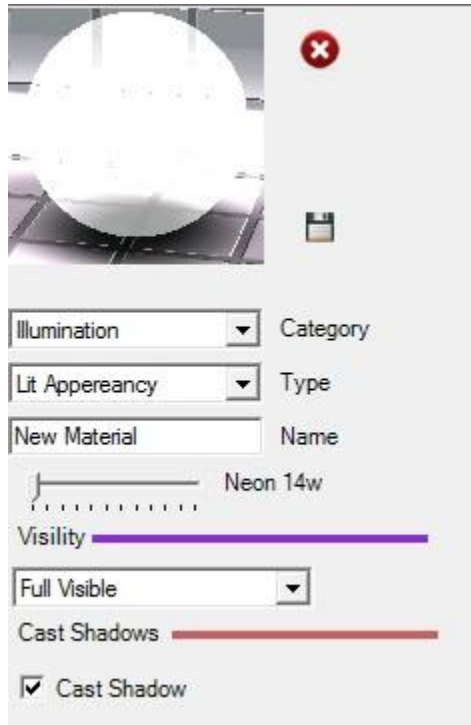 Illumination Category
Lit Appereancy Type
New Material Name
Neon 14w
Visility
Full Visible
Cast Shadows
Cast Shadow